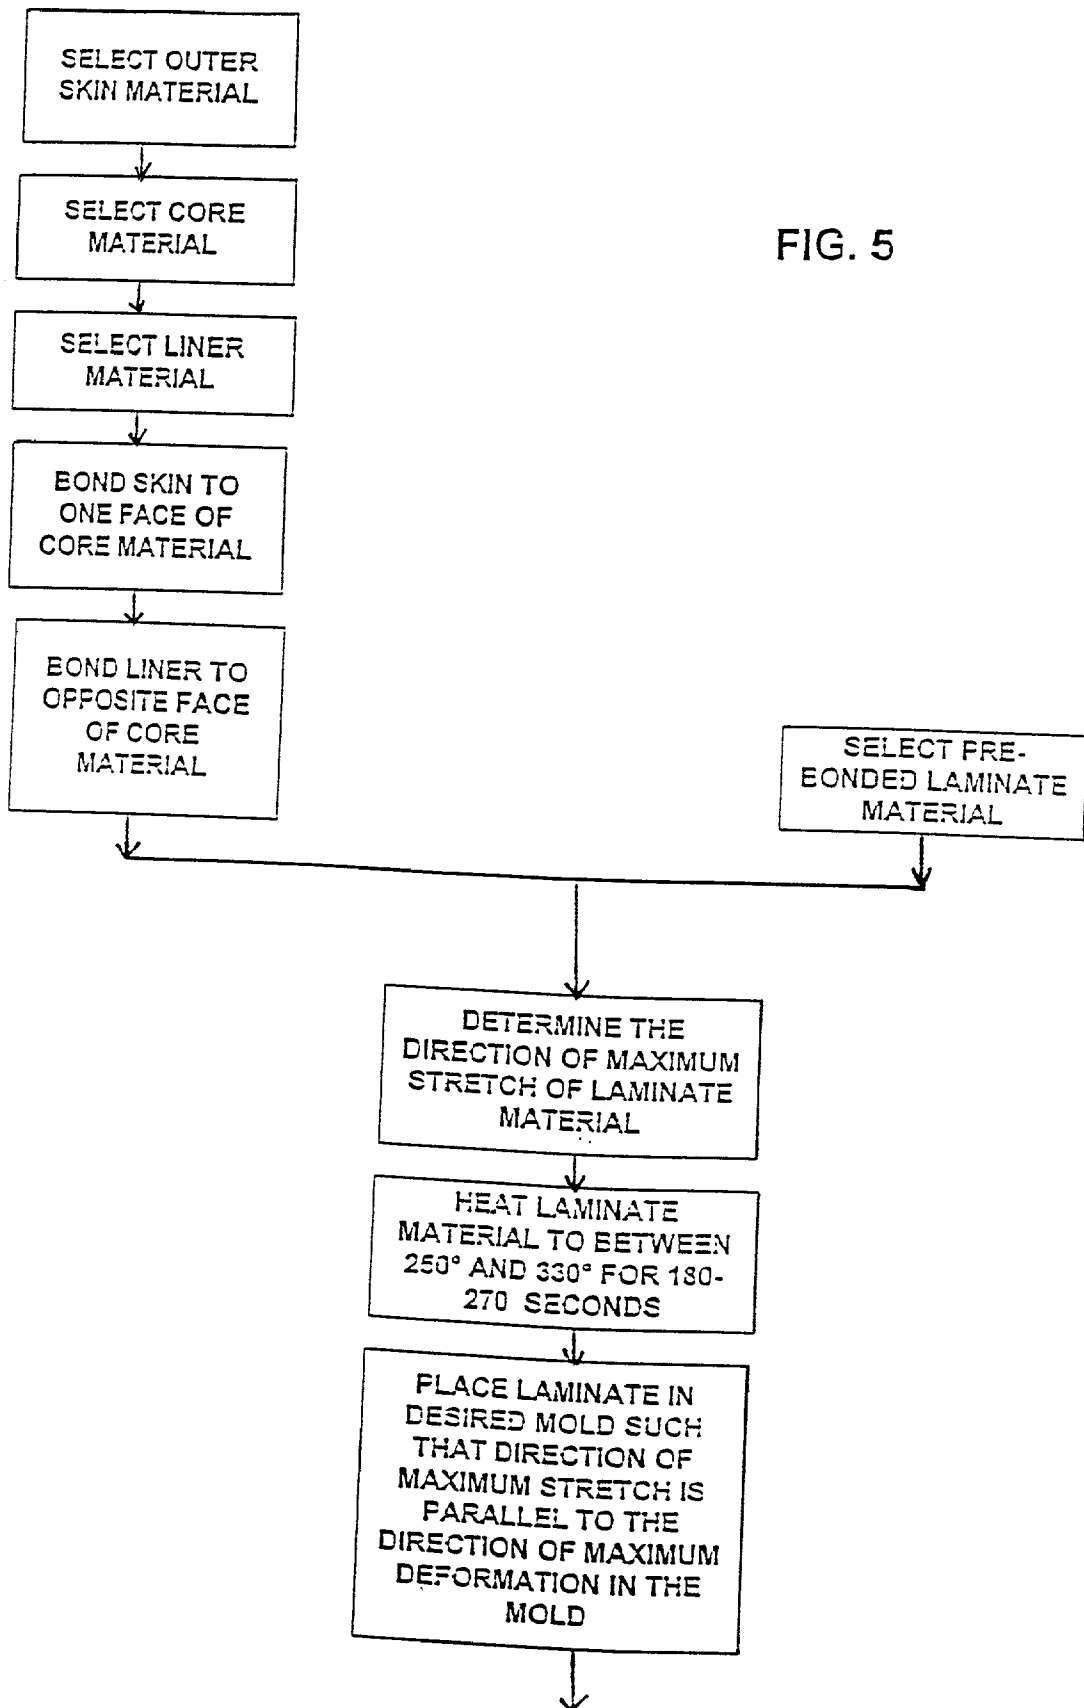 SELECT OUTER
SKIN MATERIAL
SELECT CORE
MATERIAL
FIG. 5
SELECT LINER
MATERIAL
BOND SKIN TO
ONE FACE OF
CORE MATERIAL
BOND LINER TO
OPPOSITE FACE
OF CORE
MATERIAL
SELECT PRE-
BONDED LAMINATE
MATERIAL
DETERMINE THE
DIRECTION OF MAXIMUM
STRETCH OF LAMINATE
MATERIAL
HEAT LAMINATE
MATERIAL TO BETWEEN
250° AND 330° FOR 180-
270 SECONDS
PLACE LAMINATE IN
DESIRED MOLD SUCH
THAT DIRECTION OF
MAXIMUM STRETCH IS
PARALLEL TO THE
DIRECTION OF MAXIMUM
DEFORMATION IN THE
MOLD